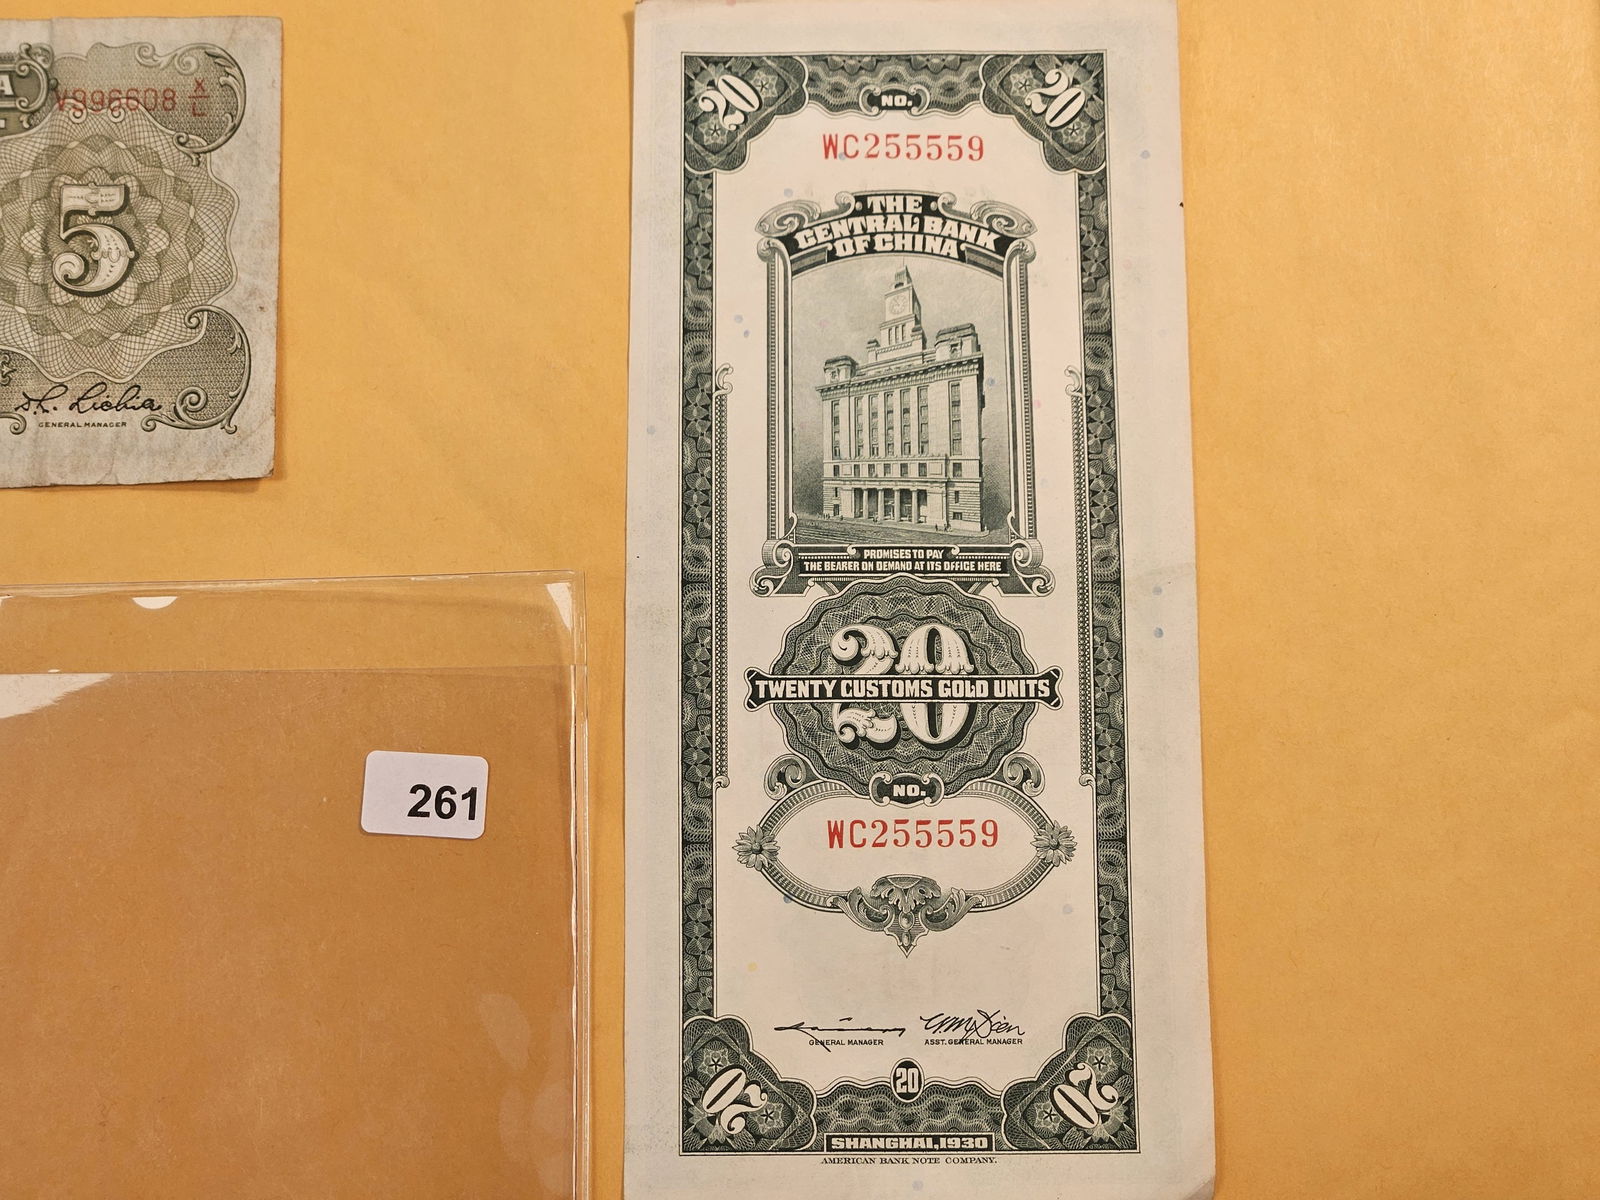 A
V996608 X/L
5
S. R. Lichia
GENERAL MANAGER
261
20
NO.
20
WC255559
THE
CENTRAL BANK
OF CHINA
PROMISES TO PAY
THE BEARER ON DEMAND AT ITS OFFICE HERE
20
TWENTY CUSTOMS GOLD UNITS
NO.
WC255559
GENERAL MANAGER
ASST. GENERAL MANAGER
20
20
20
SHANGHAI, 1930
AMERICAN BANK NOTE COMPANY.